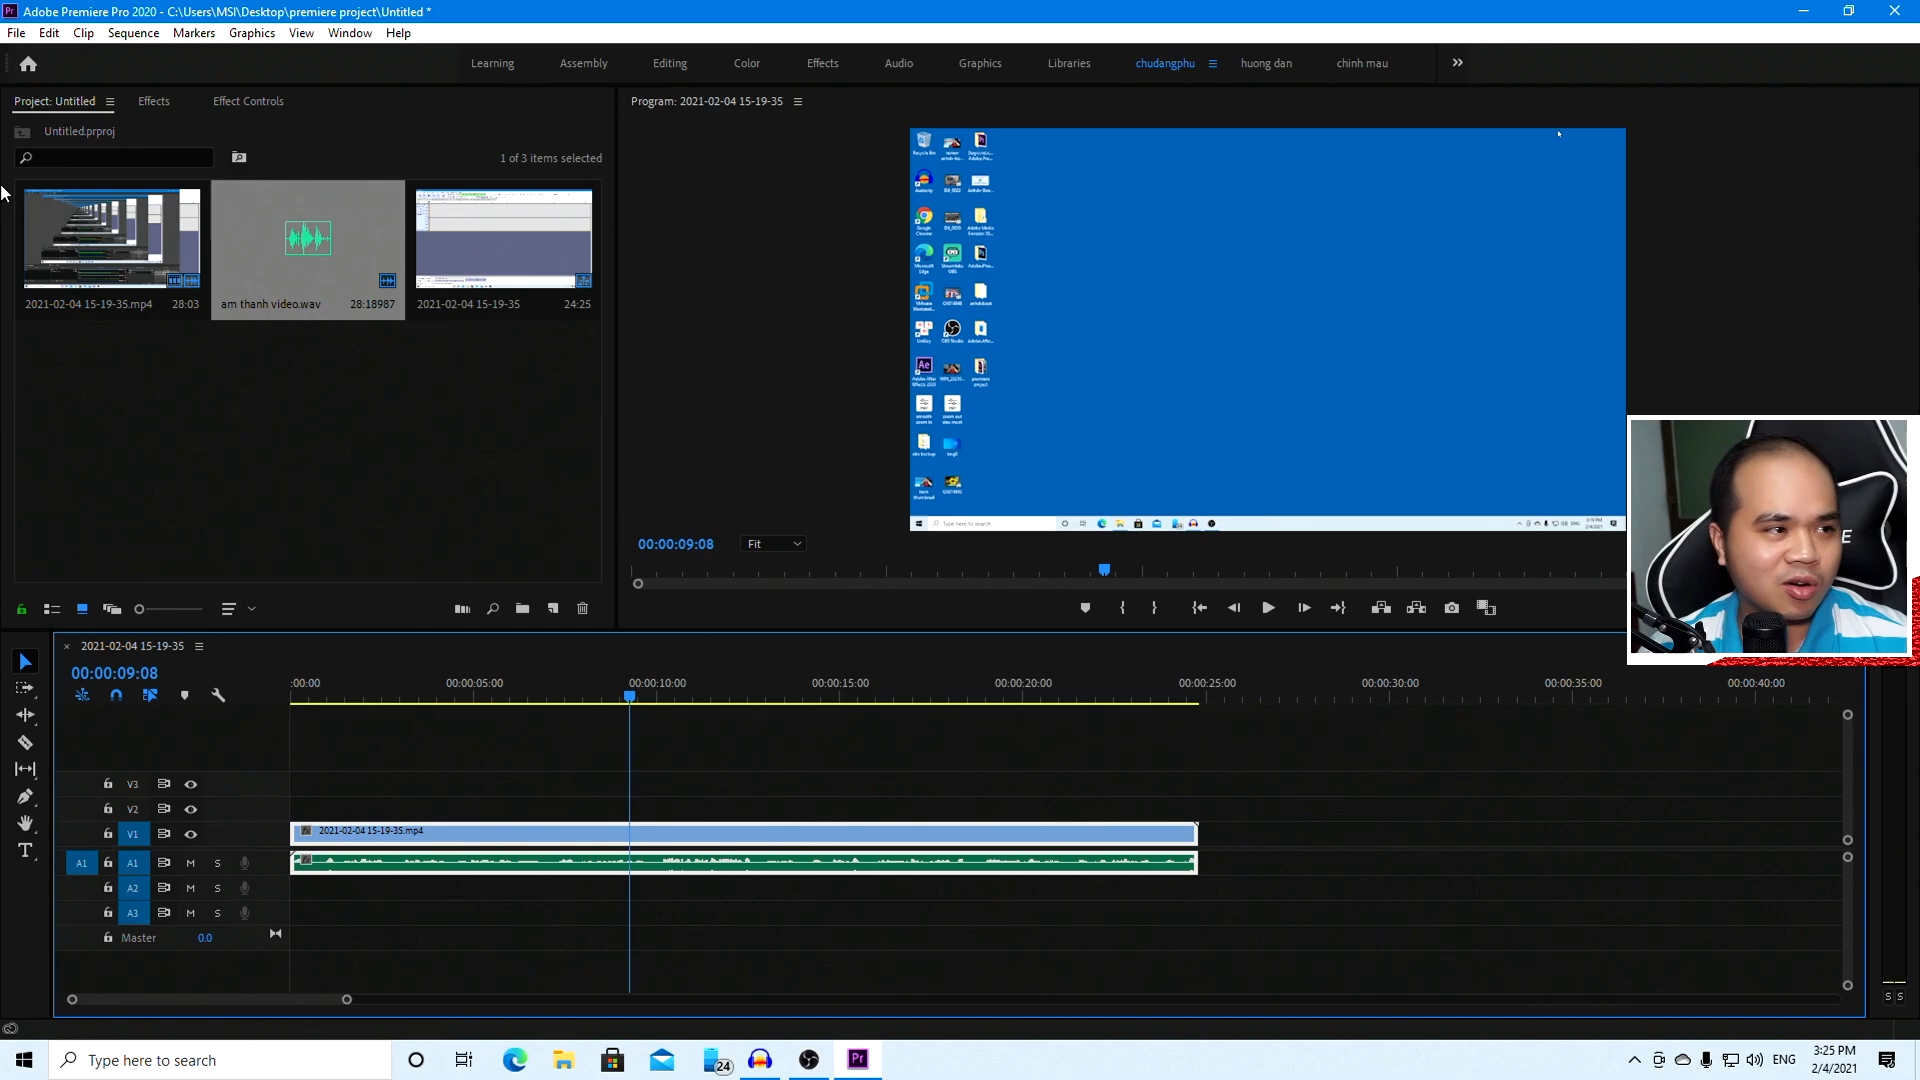 Adobe Premiere Pro 2020 - C:\Users\MSI\Desktop\premiere project\Untitled *
File Edit Clip Sequence Markers Graphics View Window Help
Learning Assembly Editing Color Effects Audio Graphics Libraries chudangphu huong dan chinh mau
Project: Untitled Effects Effect Controls
Program: 2021-02-04 15-19-35
Untitled.prproj
1 of 3 items selected
2021-02-04 15-19-35.mp4 28:03
am thanh video.wav 28:18987
2021-02-04 15-19-35 24:25
Type here to search
00:00:09:08 Fit
2021-02-04 15-19-35
00:00:09:08
:00:00 00:00:05:00 00:00:10:00 00:00:15:00 00:00:20:00 00:00:25:00 00:00:30:00 00:00:35:00 00:00:40:00
V3
V2
V1 fx 2021-02-04 15-19-35.mp4
A1 A1 M S
A2 M S
A3 M S
Master 0.0
S S
Type here to search
24
Pr
ENG
3:25 PM
2/4/2021